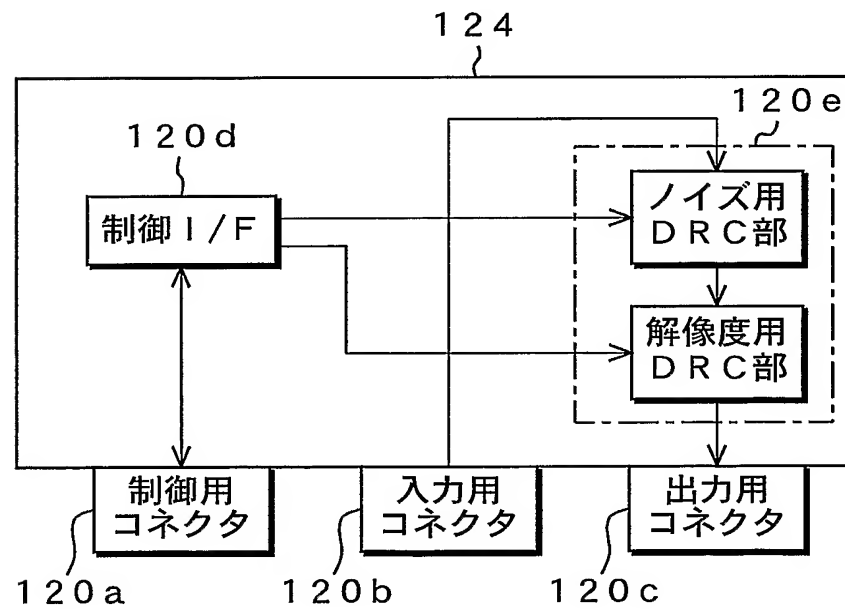 124
120e
120d
制御I/F
ノイズ用
DRC部
解像度用
DRC部
制御用
コネクタ
入力用
コネクタ
出力用
コネクタ
120a
120b
120c